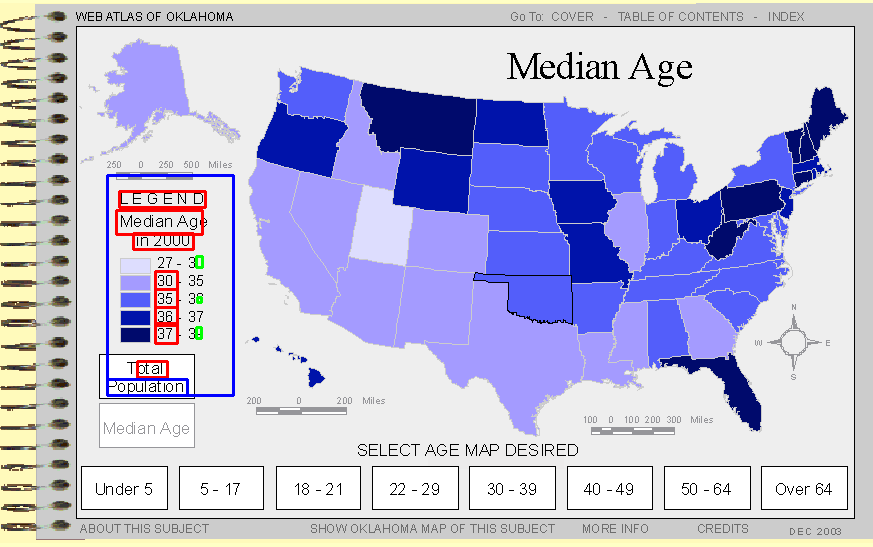 WEB ATLAS OF OKLAHOMA
Go To: COVER - TABLE OF CONTENTS - INDEX
Median Age
250 0 250 500 Miles
LEGEND
Median Age
in 2000
27 - 30
30 - 35
35 - 36
36 - 37
37 -
Total
Population
Median Age
200 0 200 Miles
100 0 100 200 300 Miles
N
W E
S
SELECT AGE MAP DESIRED
Under 5 5 - 17 18 - 21 22 - 29 30 - 39 40 - 49 50 - 64 Over 64
ABOUT THIS SUBJECT SHOW OKLAHOMA MAP OF THIS SUBJECT MORE INFO CREDITS DEC 2003